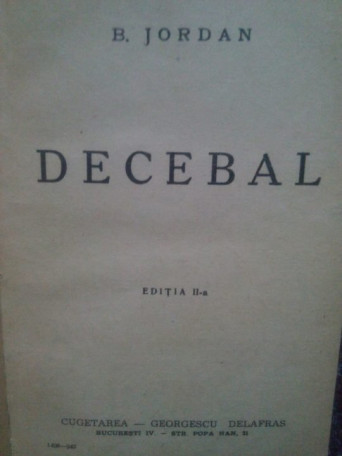 B. JORDAN
DECEBAL
EDIȚIA II-a
CUGETAREA — GEORGESCU DELAFRAS
BUCUREȘTI IV. — STR. POPA NAN, 21